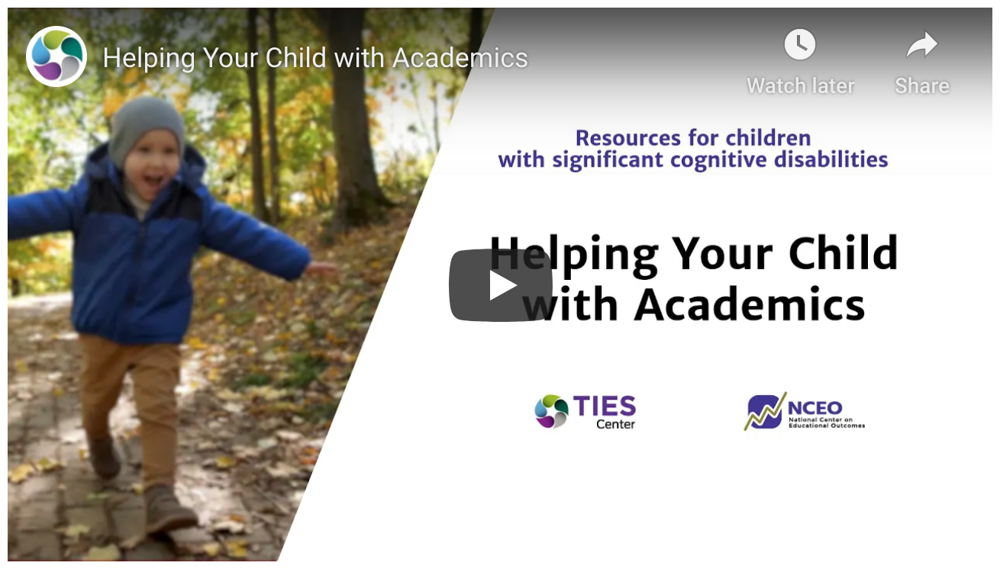 Helping Your Child with Academics
Watch later
Share
Resources for children
with significant cognitive disabilities
Helping Your Child
with Academics
TIES
Center
NCEO
National Center on
Educational Outcomes